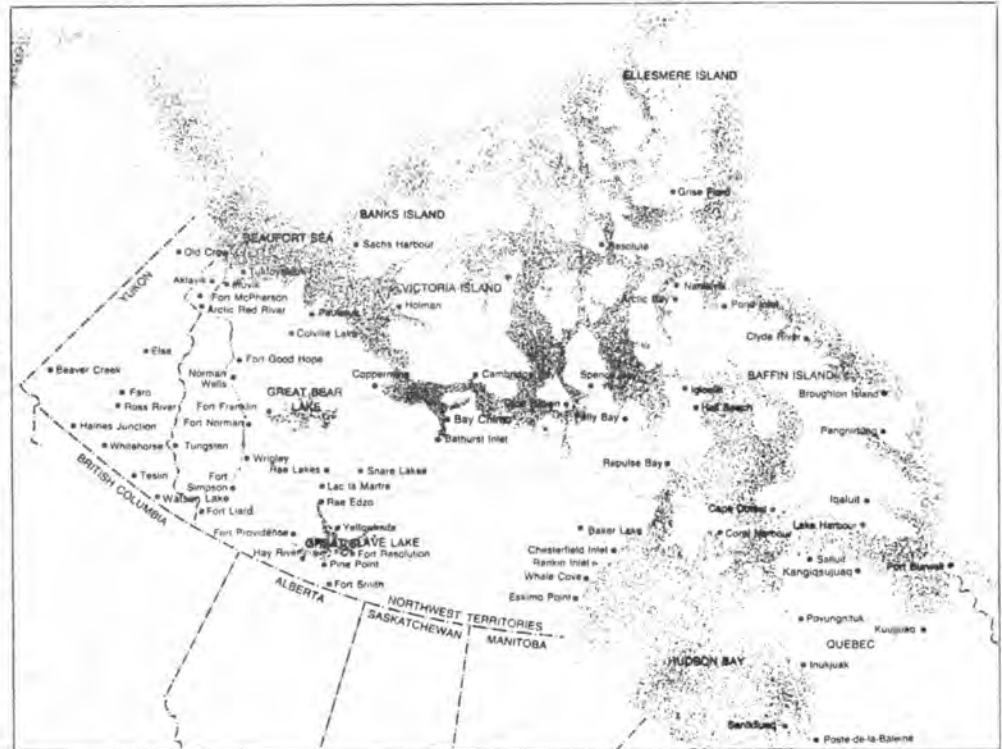 ELLESMERE ISLAND
Grise Fiord
BANKS ISLAND
BEAUFORT SEA
Sachs Harbour
Resolute
Old Crow
Tuktoyaktuk
YUKON
Aklavik
Inuvik
VICTORIA ISLAND
Nanisivik
Fort McPherson
Arctic Bay
Arctic Red River
Paulatuk
Holman
Pond Inlet
Colville Lake
Clyde River
Elsa
Fort Good Hope
Beaver Creek
Norman
Wells
Coppermine
Cambridge Bay
Spence Bay
BAFFIN ISLAND
Igloolik
Faro
GREAT BEAR
LAKE
Broughton Island
Ross River
Fort Franklin
Hall Beach
Haines Junction
Fort Norman
Bay Chimo
Pelly Bay
Pangnirtung
Whitehorse
Tungsten
Bathurst Inlet
Wrigley
Rae Lakes
Snare Lakes
Repulse Bay
BRITISH COLUMBIA
Teslin
Fort
Simpson
Lac la Martre
Watson Lake
Rae Edzo
Iqaluit
Fort Liard
Cape Dorset
Fort Providence
Yellowknife
Baker Lake
Coral Harbour
Lake Harbour
GREAT SLAVE LAKE
Hay River
Fort Resolution
Chesterfield Inlet
Salluit
Pine Point
Rankin Inlet
Kangiqsujuaq
Port Burwell
ALBERTA
Fort Smith
Whale Cove
Eskimo Point
NORTHWEST TERRITORIES
SASKATCHEWAN
MANITOBA
Povungnituk
Kuujjuaq
QUEBEC
HUDSON BAY
Inukjuak
Sanikiluaq
Poste-de-la-Baleine